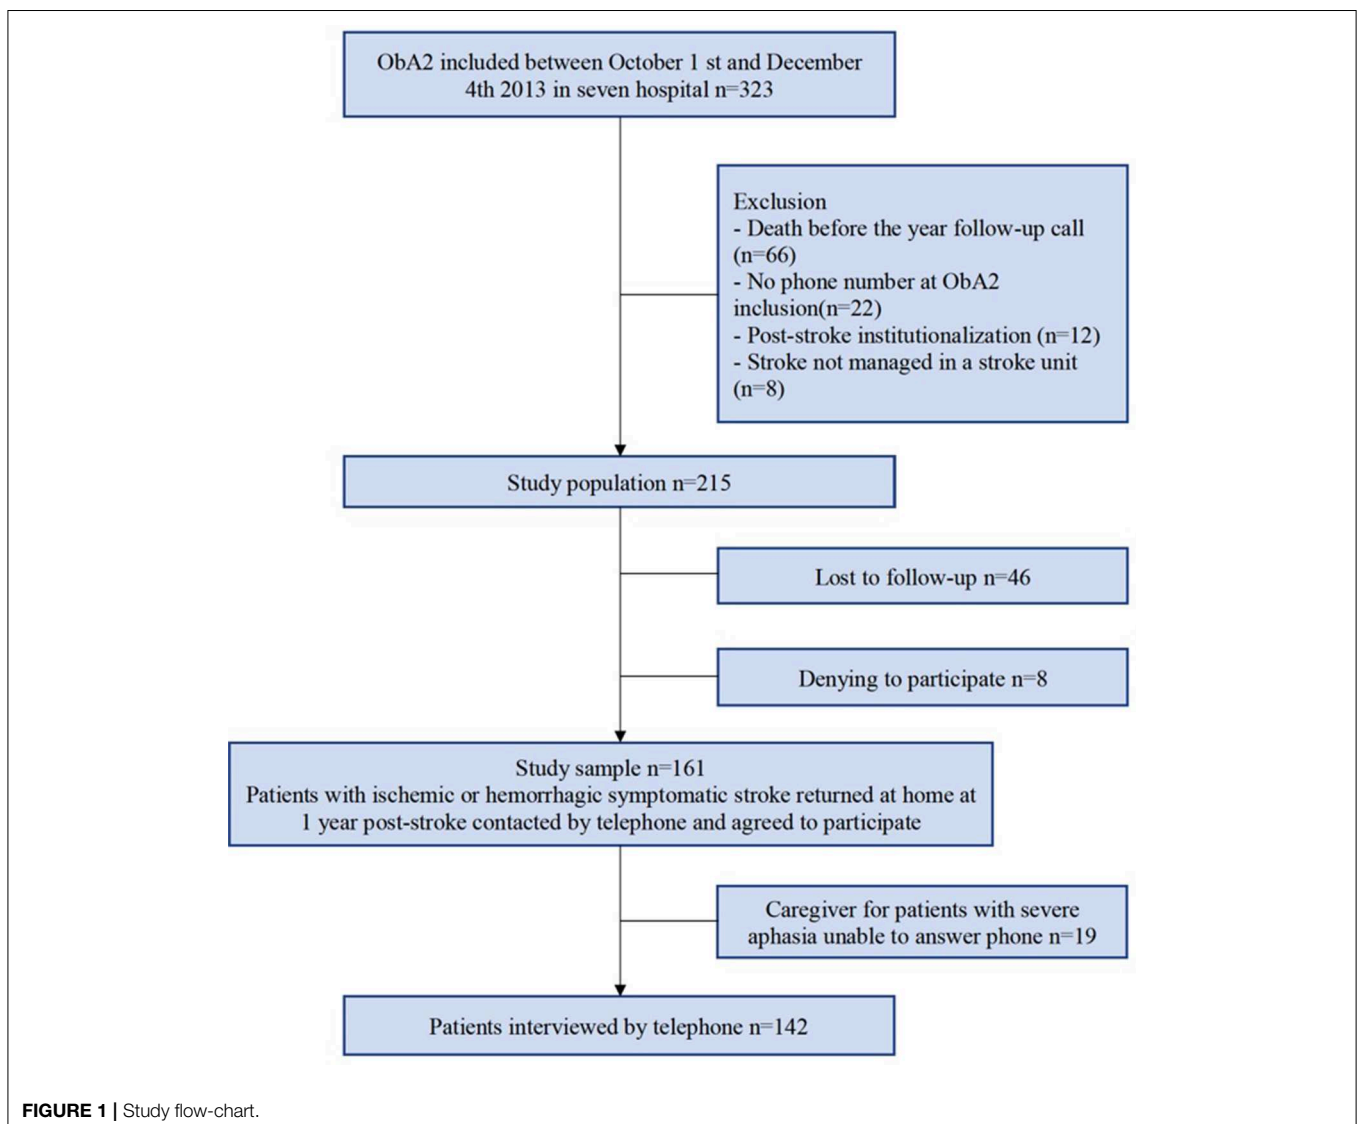 ObA2 included between October 1 st and December
4th 2013 in seven hospital n=323
Exclusion
- Death before the year follow-up call
(n=66)
- No phone number at ObA2
inclusion(n=22)
- Post-stroke institutionalization (n=12)
- Stroke not managed in a stroke unit
(n=8)
Study population n=215
Lost to follow-up n=46
Denying to participate n=8
Study sample n=161
Patients with ischemic or hemorrhagic symptomatic stroke returned at home at
1 year post-stroke contacted by telephone and agreed to participate
Caregiver for patients with severe
aphasia unable to answer phone n=19
Patients interviewed by telephone n=142
FIGURE 1 | Study flow-chart.